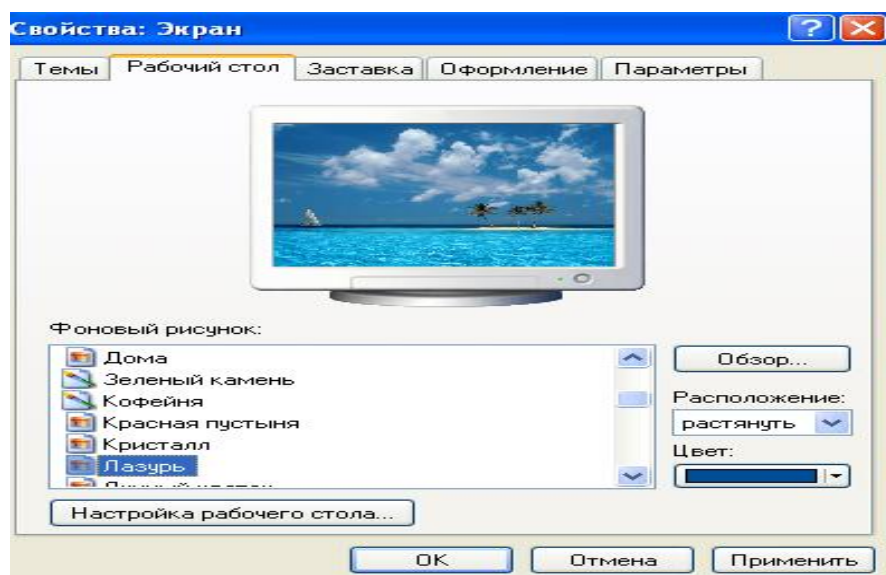 Свойства: Экран
Темы Рабочий стол Заставка Оформление Параметры
Фоновый рисунок:
Дома
Зеленый камень
Кофейня
Красная пустыня
Кристалл
Лазурь
Обзор...
Расположение:
растянуть
Цвет:
Настройка рабочего стола...
ОК Отмена Применить